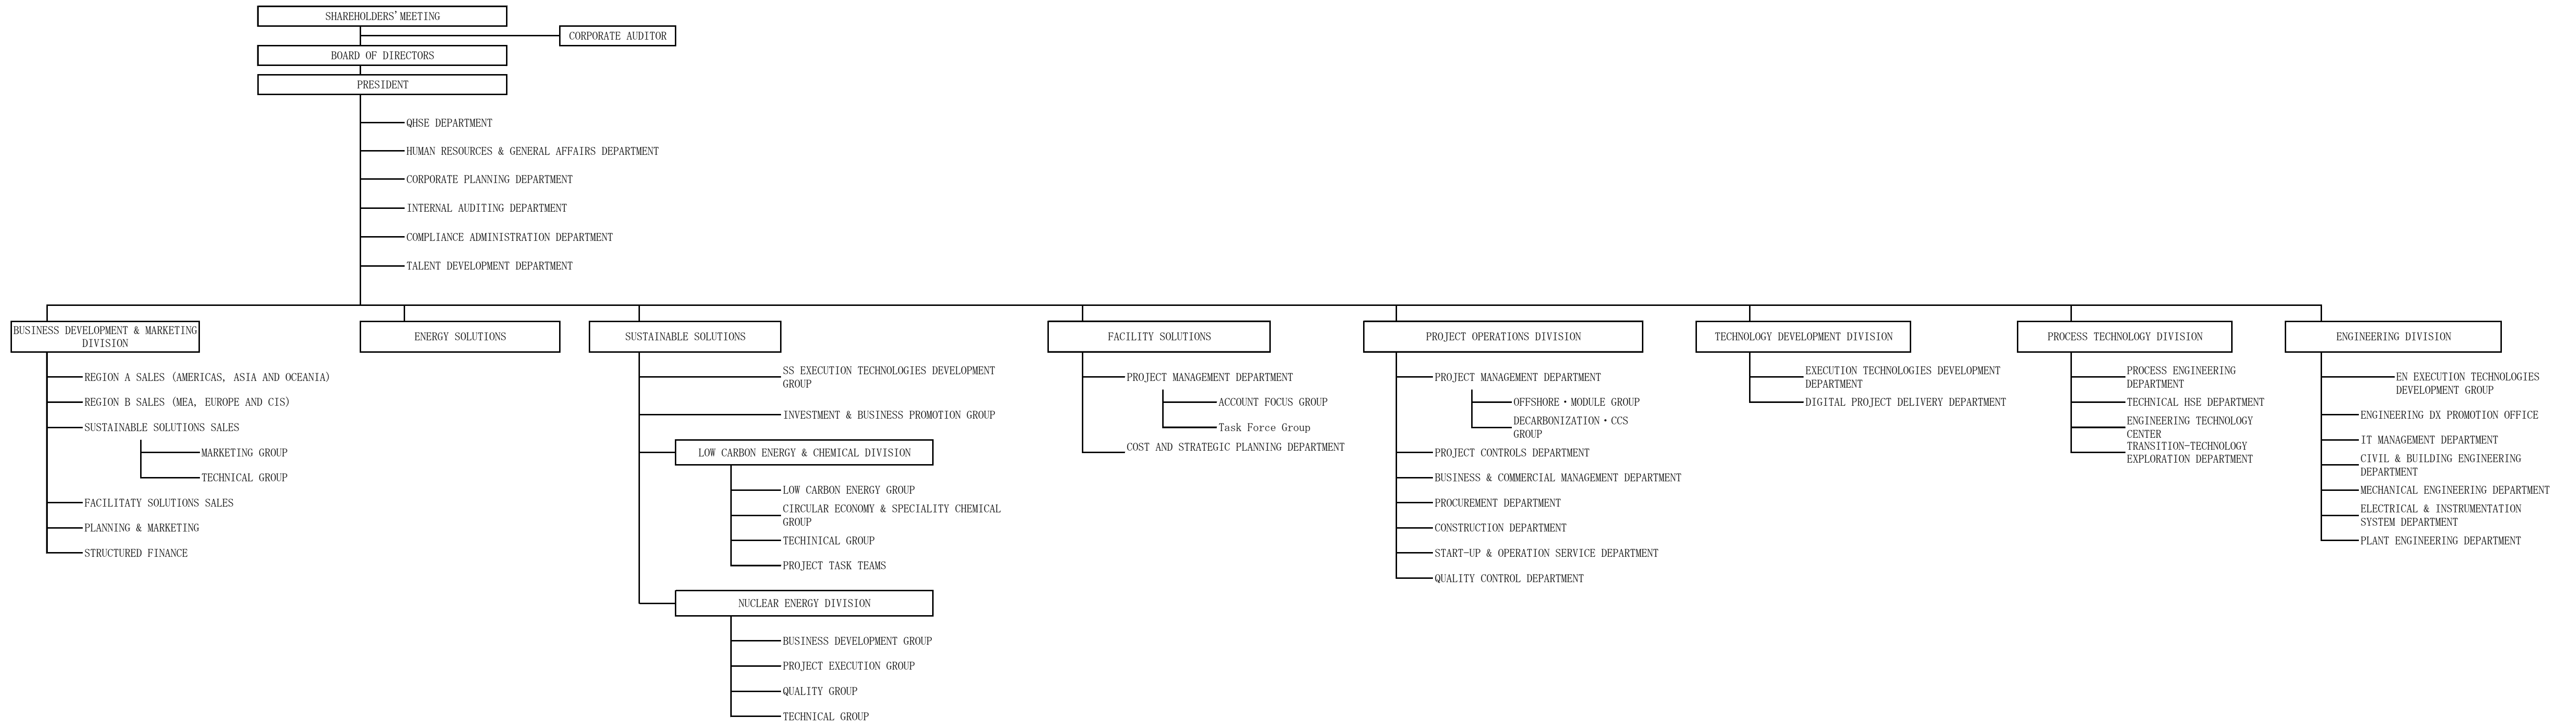 SHAREHOLDERS' MEETING
CORPORATE AUDITOR
BOARD OF DIRECTORS
PRESIDENT
QHSE DEPARTMENT
HUMAN RESOURCES & GENERAL AFFAIRS DEPARTMENT
CORPORATE PLANNING DEPARTMENT
INTERNAL AUDITING DEPARTMENT
COMPLIANCE ADMINISTRATION DEPARTMENT
TALENT DEVELOPMENT DEPARTMENT
BUSINESS DEVELOPMENT & MARKETING
DIVISION
REGION A SALES (AMERICAS, ASIA AND OCEANIA)
REGION B SALES (MEA, EUROPE AND CIS)
SUSTAINABLE SOLUTIONS SALES
MARKETING GROUP
TECHNICAL GROUP
FACILITATY SOLUTIONS SALES
PLANNING & MARKETING
STRUCTURED FINANCE
ENERGY SOLUTIONS
SUSTAINABLE SOLUTIONS
SS EXECUTION TECHNOLOGIES DEVELOPMENT
GROUP
INVESTMENT & BUSINESS PROMOTION GROUP
LOW CARBON ENERGY & CHEMICAL DIVISION
LOW CARBON ENERGY GROUP
CIRCULAR ECONOMY & SPECIALITY CHEMICAL
GROUP
TECHINICAL GROUP
PROJECT TASK TEAMS
NUCLEAR ENERGY DIVISION
BUSINESS DEVELOPMENT GROUP
PROJECT EXECUTION GROUP
QUALITY GROUP
TECHNICAL GROUP
FACILITY SOLUTIONS
PROJECT MANAGEMENT DEPARTMENT
ACCOUNT FOCUS GROUP
Task Force Group
COST AND STRATEGIC PLANNING DEPARTMENT
PROJECT OPERATIONS DIVISION
PROJECT MANAGEMENT DEPARTMENT
OFFSHORE・MODULE GROUP
DECARBONIZATION・CCS
GROUP
PROJECT CONTROLS DEPARTMENT
BUSINESS & COMMERCIAL MANAGEMENT DEPARTMENT
PROCUREMENT DEPARTMENT
CONSTRUCTION DEPARTMENT
START-UP & OPERATION SERVICE DEPARTMENT
QUALITY CONTROL DEPARTMENT
TECHNOLOGY DEVELOPMENT DIVISION
EXECUTION TECHNOLOGIES DEVELOPMENT
DEPARTMENT
DIGITAL PROJECT DELIVERY DEPARTMENT
PROCESS TECHNOLOGY DIVISION
PROCESS ENGINEERING
DEPARTMENT
TECHNICAL HSE DEPARTMENT
ENGINEERING TECHNOLOGY
CENTER
TRANSITION-TECHNOLOGY
EXPLORATION DEPARTMENT
ENGINEERING DIVISION
EN EXECUTION TECHNOLOGIES
DEVELOPMENT GROUP
ENGINEERING DX PROMOTION OFFICE
IT MANAGEMENT DEPARTMENT
CIVIL & BUILDING ENGINEERING
DEPARTMENT
MECHANICAL ENGINEERING DEPARTMENT
ELECTRICAL & INSTRUMENTATION
SYSTEM DEPARTMENT
PLANT ENGINEERING DEPARTMENT